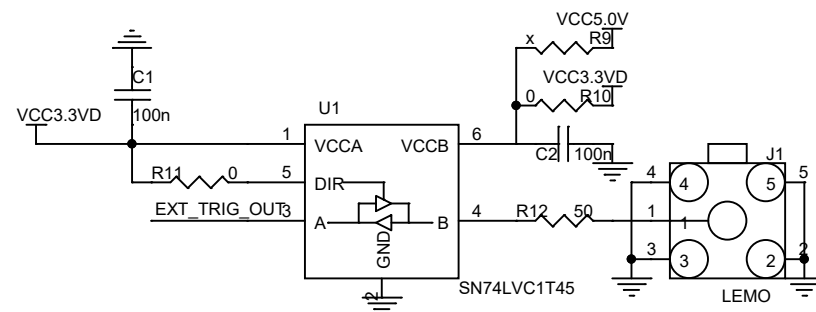 VCC5.0V
x R9
VCC3.3VD
0 R10
C1
100n
VCC3.3VD
U1
1 VCCA VCCB 6
C2 100n
R11 0 5 DIR
EXT_TRIG_OUT 3 A B 4 R12 50 1 1
GND
2
SN74LVC1T45
J1
4 4 5 5
3 3 2 2
LEMO